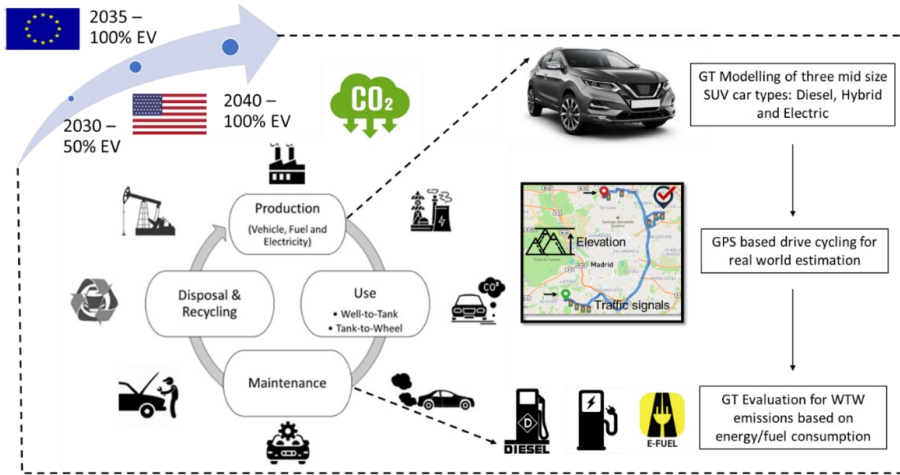 2035 –
100% EV
2030 –
50% EV
2040 –
100% EV
CO₂
Production
(Vehicle, Fuel and
Electricity)
Use
• Well-to-Tank
• Tank-to-Wheel
Maintenance
Disposal &
Recycling
GT Modelling of three mid size
SUV car types: Diesel, Hybrid
and Electric
Elevation
Madrid
Traffic signals
GPS based drive cycling for
real world estimation
D
DIESEL
E-FUEL
GT Evaluation for WTW
emissions based on
energy/fuel consumption